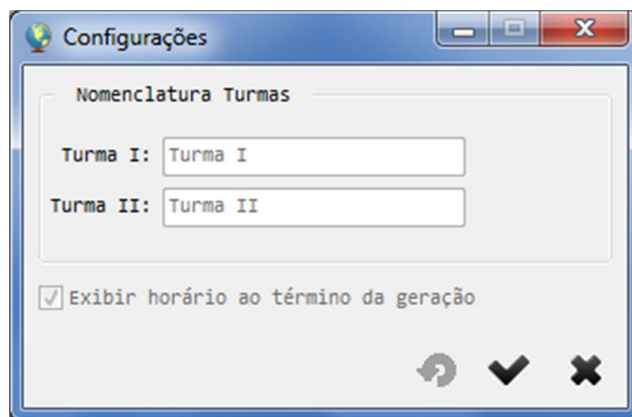 Configurações
Nomenclatura Turmas
Turma I: Turma I
Turma II: Turma II
Exibir horário ao término da geração